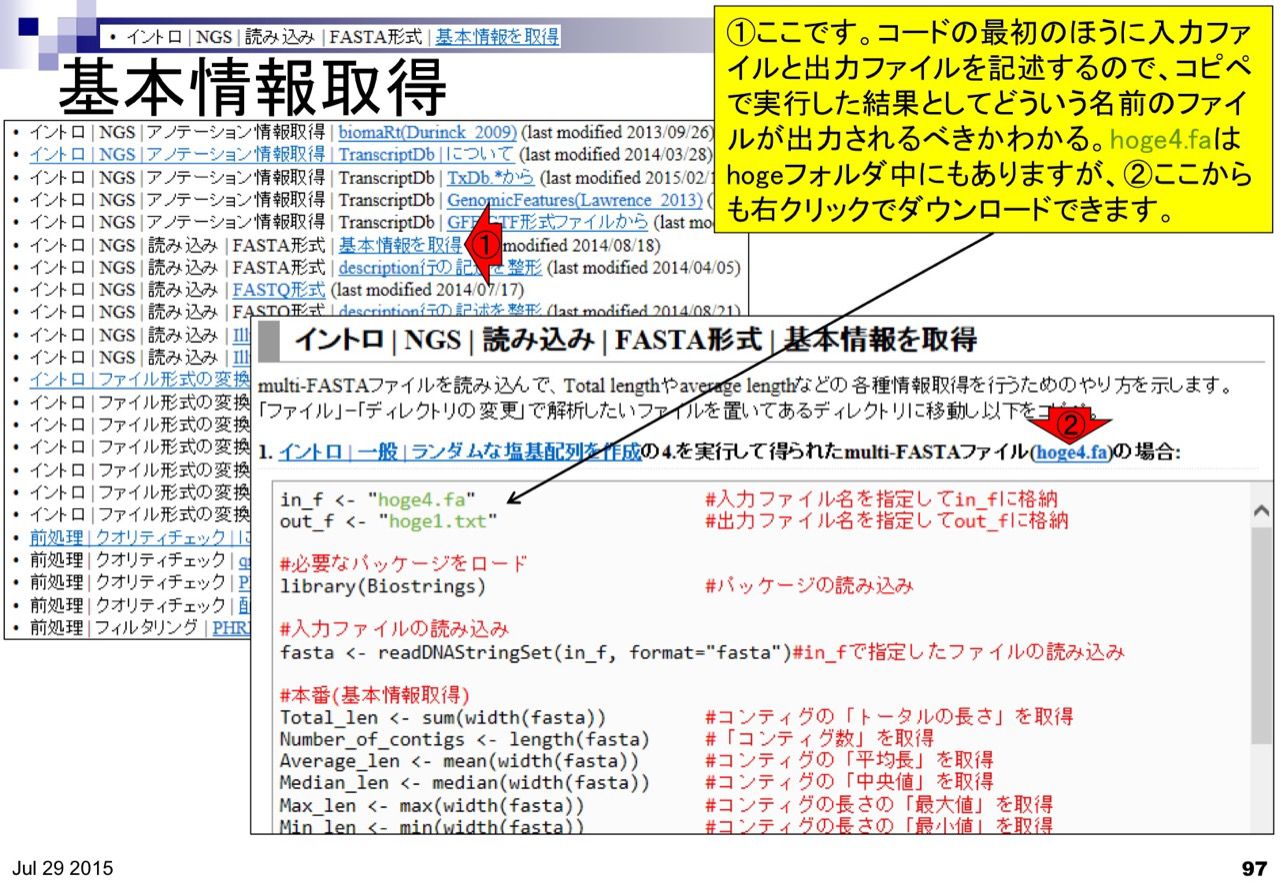 • イントロ | NGS | 読み込み | FASTA形式 | 基本情報を取得
基本情報取得
①ここです。コードの最初のほうに入力ファ
イルと出力ファイルを記述するので、コピペ
で実行した結果としてどういう名前のファイ
ルが出力されるべきかわかる。hoge4.faは
hogeフォルダ中にもありますが、②ここから
も右クリックでダウンロードできます。
• イントロ | NGS | アノテーション情報取得 | biomaRt(Durinck_2009) (last modified 2013/09/26)
• イントロ | NGS | アノテーション情報取得 | TranscriptDb | について (last modified 2014/03/28)
• イントロ | NGS | アノテーション情報取得 | TranscriptDb | TxDb.*から (last modified 2015/02/1
• イントロ | NGS | アノテーション情報取得 | TranscriptDb | GenomicFeatures(Lawrence_2013) (
• イントロ | NGS | アノテーション情報取得 | TranscriptDb | GFF GTF形式ファイルから (last mo
• イントロ | NGS | 読み込み | FASTA形式 | 基本情報を取得 ① modified 2014/08/18)
• イントロ | NGS | 読み込み | FASTA形式 | description行の記述を整形 (last modified 2014/04/05)
• イントロ | NGS | 読み込み | FASTQ形式 (last modified 2014/07/17)
• イントロ | NGS | 読み込み | FASTQ形式 | description行の記述を整形 (last modified 2014/08/21)
• イントロ | NGS | 読み込み | Ill
• イントロ | NGS | 読み込み | Ill
• イントロ | ファイル形式の変換
• イントロ | ファイル形式の変換
• イントロ | ファイル形式の変換
• イントロ | ファイル形式の変換
• イントロ | ファイル形式の変換
• イントロ | ファイル形式の変換
• イントロ | ファイル形式の変換
• 前処理 | クオリティチェック | に
• 前処理 | クオリティチェック | q
• 前処理 | クオリティチェック | P
• 前処理 | クオリティチェック | 配
• 前処理 | フィルタリング | PHR
イントロ | NGS | 読み込み | FASTA形式 | 基本情報を取得
multi-FASTAファイルを読み込んで、Total lengthやaverage lengthなどの各種情報取得を行うためのやり方を示します。
「ファイル」-「ディレクトリの変更」で解析したいファイルを置いてあるディレクトリに移動し以下をコピペ。
②
1. イントロ | 一般 | ランダムな塩基配列を作成の4.を実行して得られたmulti-FASTAファイル(hoge4.fa)の場合:
in_f <- "hoge4.fa" #入力ファイル名を指定してin_fに格納
out_f <- "hoge1.txt" #出力ファイル名を指定してout_fに格納
#必要なパッケージをロード
library(Biostrings) #パッケージの読み込み
#入力ファイルの読み込み
fasta <- readDNAStringSet(in_f, format="fasta")#in_fで指定したファイルの読み込み
#本番(基本情報取得)
Total_len <- sum(width(fasta)) #コンティグの「トータルの長さ」を取得
Number_of_contigs <- length(fasta) #「コンティグ数」を取得
Average_len <- mean(width(fasta)) #コンティグの「平均長」を取得
Median_len <- median(width(fasta)) #コンティグの「中央値」を取得
Max_len <- max(width(fasta)) #コンティグの長さの「最大値」を取得
Min_len <- min(width(fasta)) #コンティグの長さの「最小値」を取得
Jul 29 2015
97